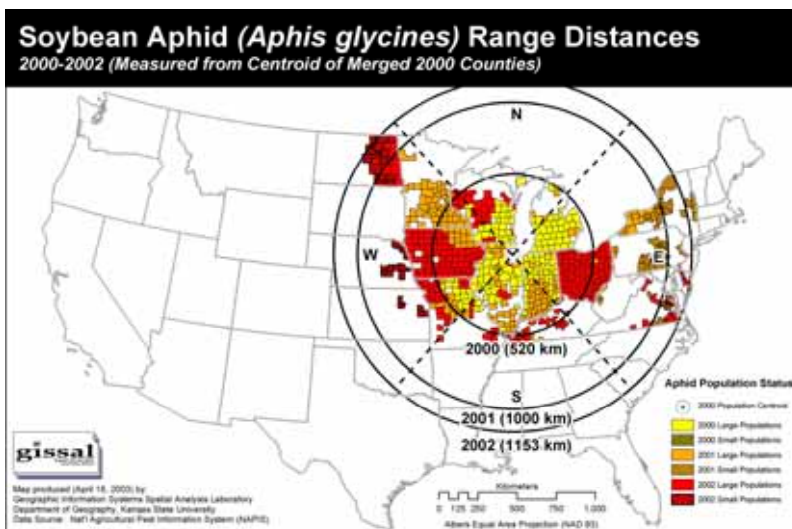 Soybean Aphid (Aphis glycines) Range Distances
2000-2002 (Measured from Centroid of Merged 2000 Counties)
N
W
E
2000 (520 km)
S
2001 (1000 km)
2002 (1153 km)
Aphid Population Status
2000 Population Centroid
2000 Large Populations
2000 Small Populations
2001 Large Populations
2001 Small Populations
2002 Large Populations
2002 Small Populations
gissal
Map produced (April 16, 2003) by:
Geographic Information Systems Spatial Analysis Laboratory
Department of Geography, Kansas State University
Data Source: Nat'l Agricultural Pest Information System (NAPIS)
Kilometers
0 125 250 500 750 1,000
Albers Equal Area Projection (NAD 83)